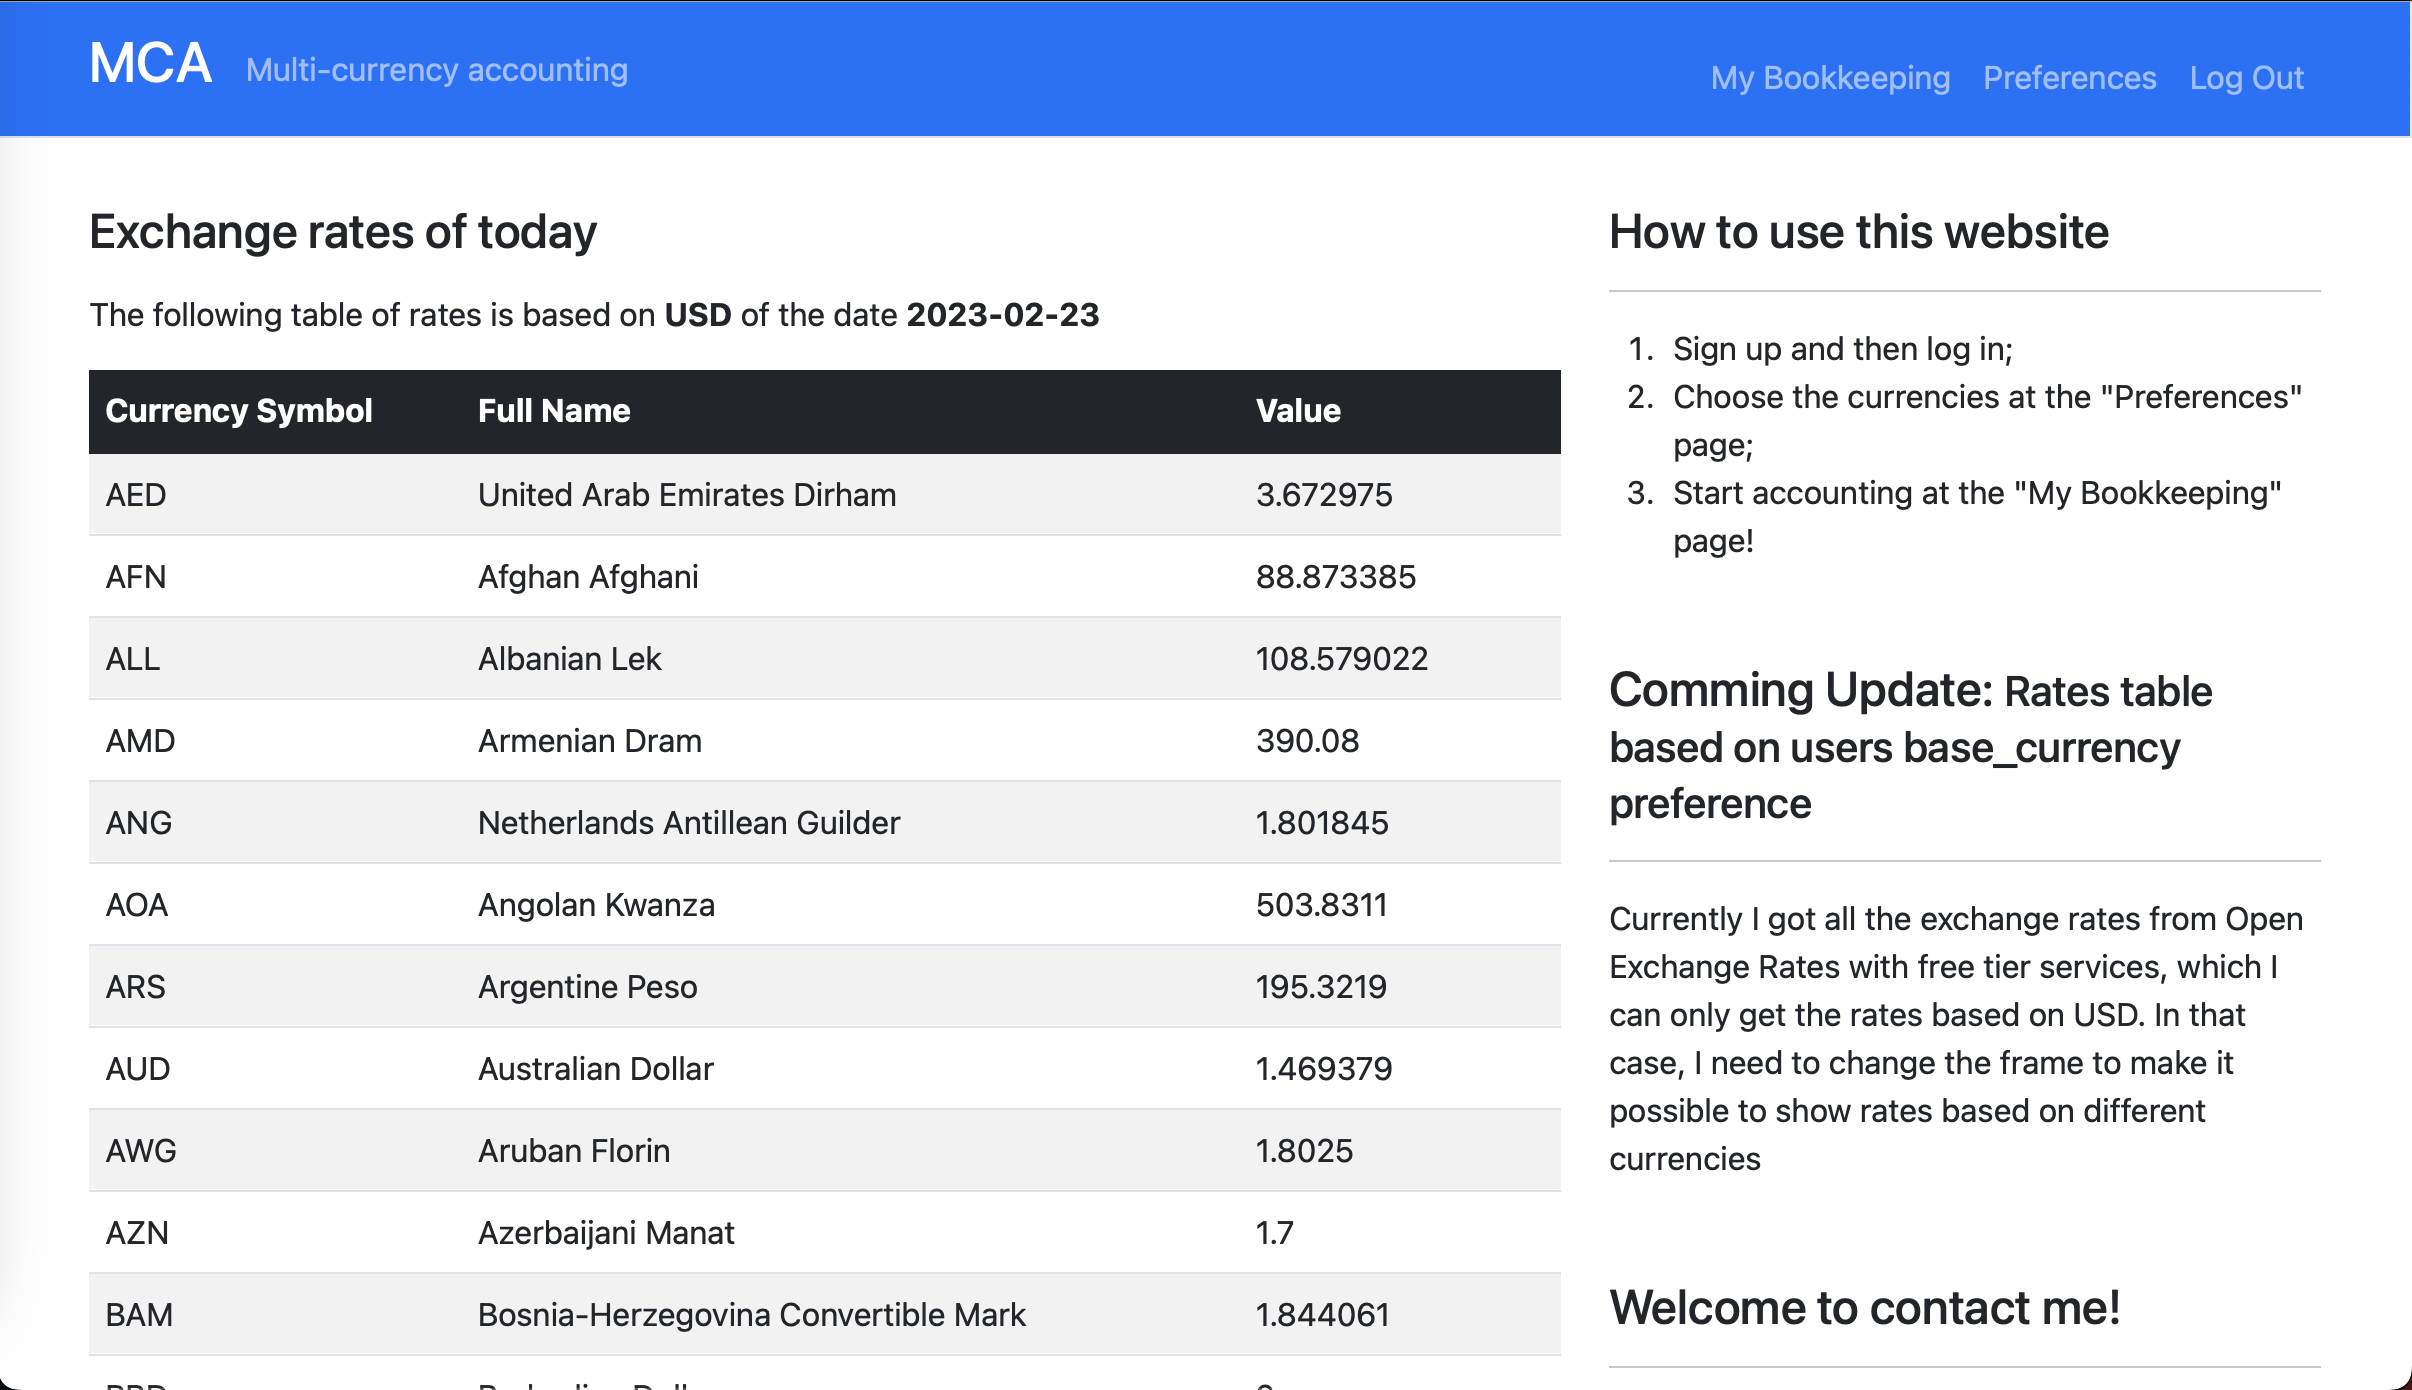 MCA Multi-currency accounting My Bookkeeping Preferences Log Out
Exchange rates of today
The following table of rates is based on USD of the date 2023-02-23
Currency Symbol Full Name Value
AED United Arab Emirates Dirham 3.672975
AFN Afghan Afghani 88.873385
ALL Albanian Lek 108.579022
AMD Armenian Dram 390.08
ANG Netherlands Antillean Guilder 1.801845
AOA Angolan Kwanza 503.8311
ARS Argentine Peso 195.3219
AUD Australian Dollar 1.469379
AWG Aruban Florin 1.8025
AZN Azerbaijani Manat 1.7
BAM Bosnia-Herzegovina Convertible Mark 1.844061
How to use this website
1. Sign up and then log in;
2. Choose the currencies at the "Preferences"
page;
3. Start accounting at the "My Bookkeeping"
page!
Comming Update: Rates table
based on users base_currency
preference
Currently I got all the exchange rates from Open
Exchange Rates with free tier services, which I
can only get the rates based on USD. In that
case, I need to change the frame to make it
possible to show rates based on different
currencies
Welcome to contact me!